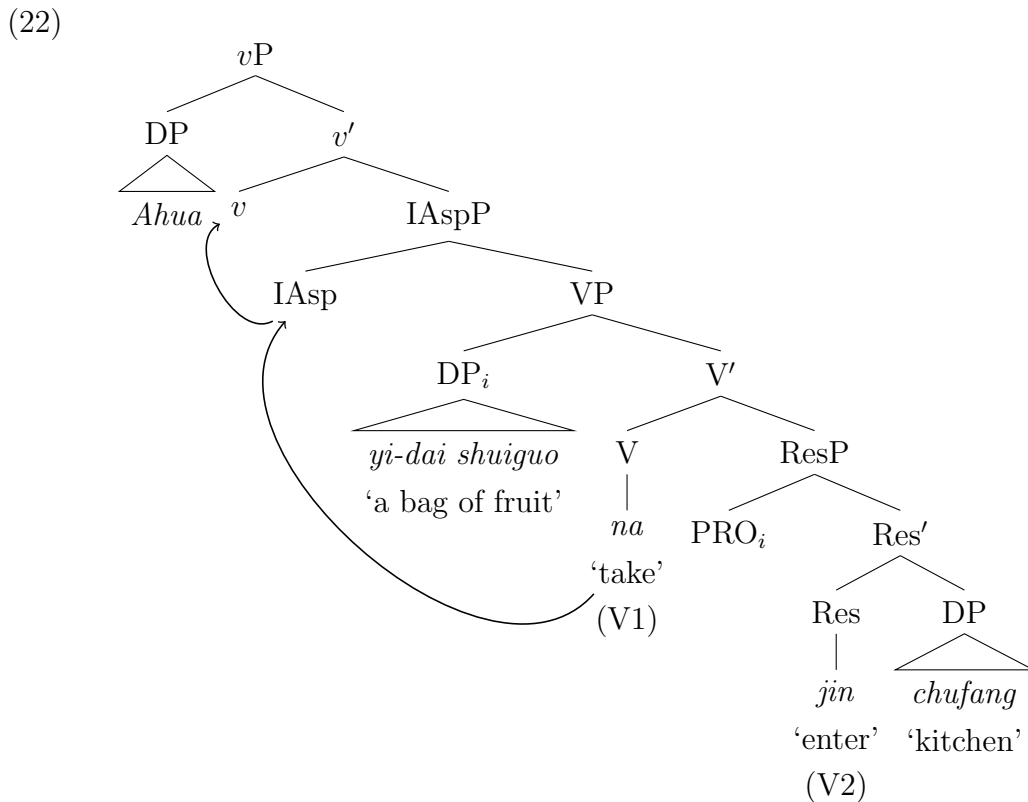 (22)
vP
DP v′
Ahua v IAspP
IAsp VP
DPi V′
yi-dai shuiguo V ResP
‘a bag of fruit’ na PROi Res′
‘take’
(V1) Res DP
jin chufang
‘enter’ ‘kitchen’
(V2)